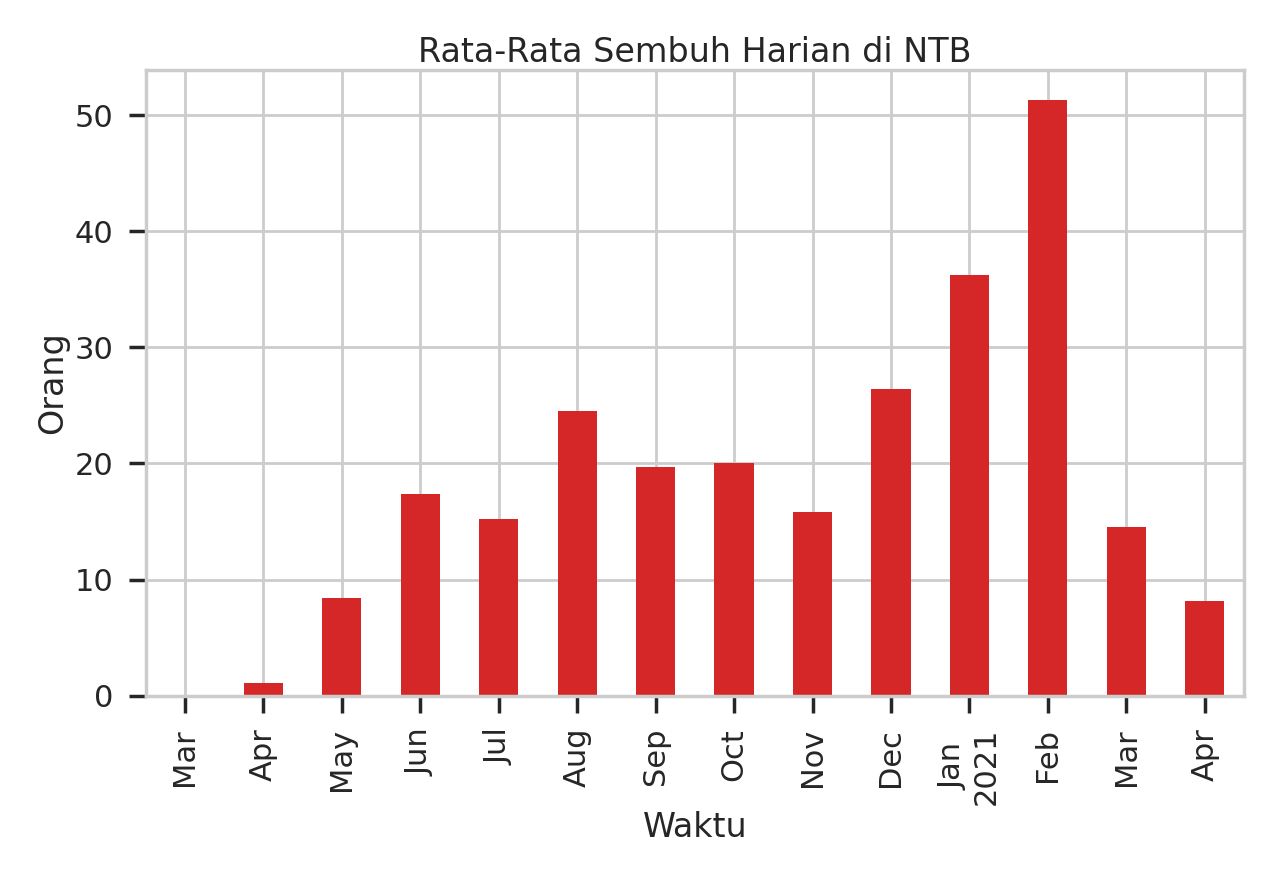 Rata-Rata Sembuh Harian di NTB
50
40
30
20
10
0
Orang
Mar
Apr
May
Jun
Jul
Aug
Sep
Oct
Nov
Dec
Jan
2021
Feb
Mar
Apr
Waktu